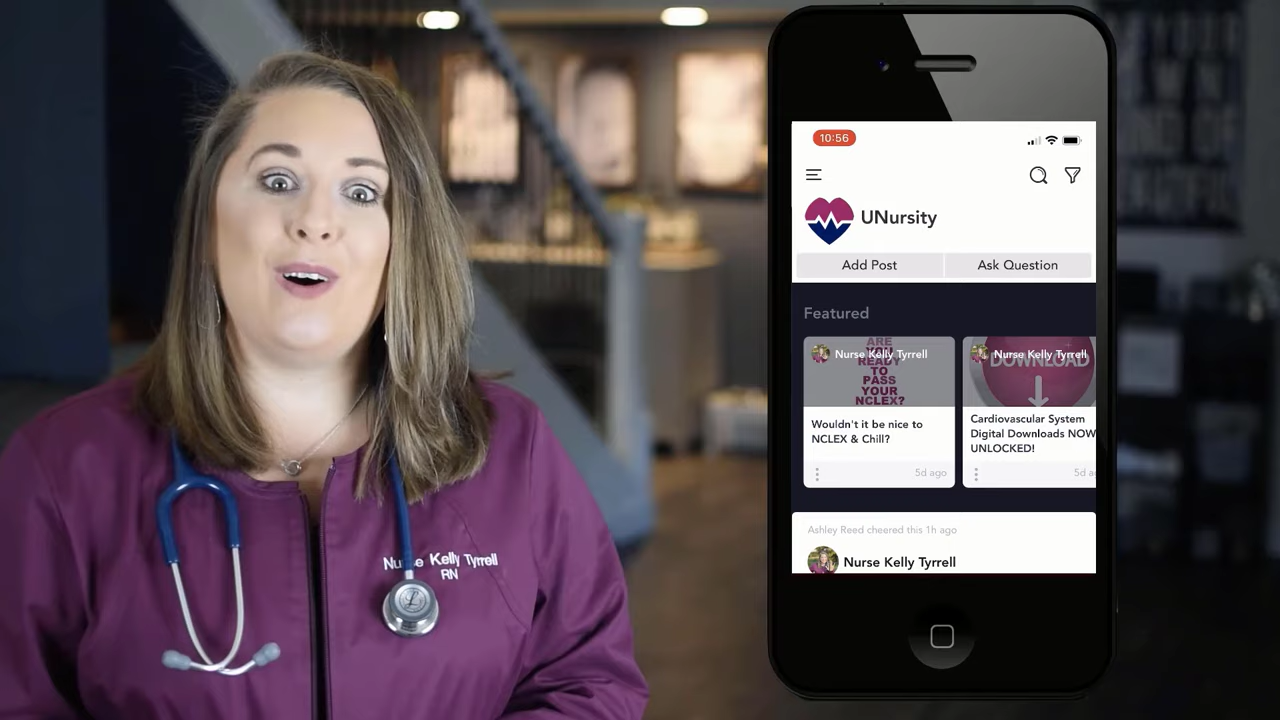 Nurse Kelly Tyrrell
RN
10:56
UNursity
Add Post
Ask Question
Featured
Nurse Kelly Tyrrell
ARE
YOU
READY
TO
PASS
YOUR
NCLEX?
Wouldn't it be nice to
NCLEX & Chill?
5d ago
Nurse Kelly Tyrrell
DOWNLOAD
Cardiovascular System
Digital Downloads NOW
UNLOCKED!
5d a
Ashley Reed cheered this 1h ago
Nurse Kelly Tyrrell